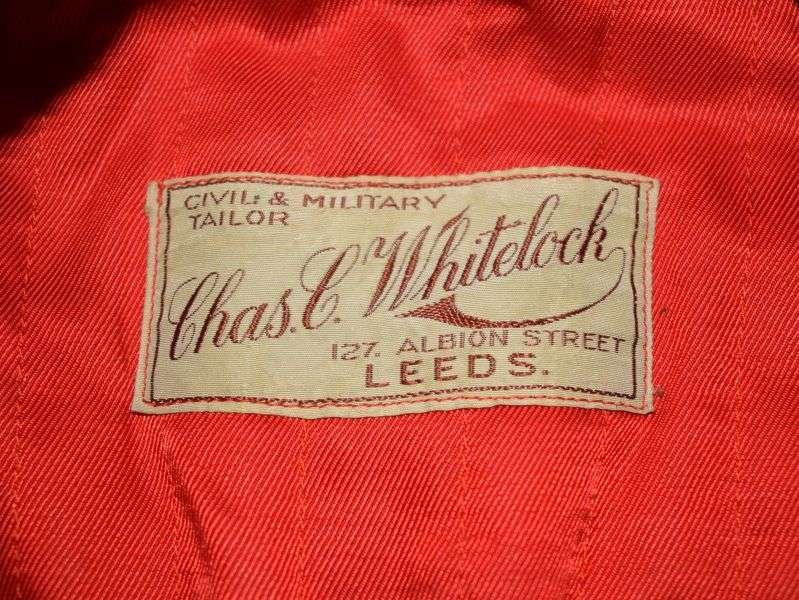 CIVIL & MILITARY
TAILOR
Chas. C. Whitelock
127. ALBION STREET
LEEDS.